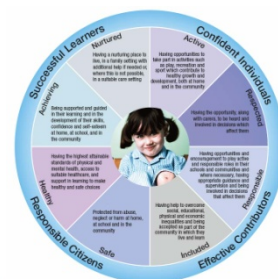 Successful Learners
Confident Individuals
Nurtured
Having a nurturing place to
live, in a family setting with
additional help if needed or,
where this is not possible,
in a suitable care setting
Active
Having opportunities to
take part in activities such
as play, recreation and
sport which contribute to
healthy growth and
development, both at home
and in the community
Achieving
Being supported and guided
in their learning and in the
development of their skills,
confidence and self-esteem
at home, at school, and in
the community
Respected
Having the opportunity, along
with carers, to be heard and
involved in decisions which
affect them
Healthy
Having the highest attainable
standards of physical and
mental health, access to
suitable healthcare, and
support in learning to make
healthy and safe choices
Responsible
Having opportunities and
encouragement to play active
and responsible roles in their
schools and communities and
where necessary, having
appropriate guidance and
supervision and being
involved in decisions
that affect them
Safe
Protected from abuse,
neglect or harm at home,
at school and in the
community
Included
Having help to overcome
social, educational,
physical and economic
inequalities and being
accepted as part of the
community in which they
live and learn
Responsible Citizens
Effective Contributors